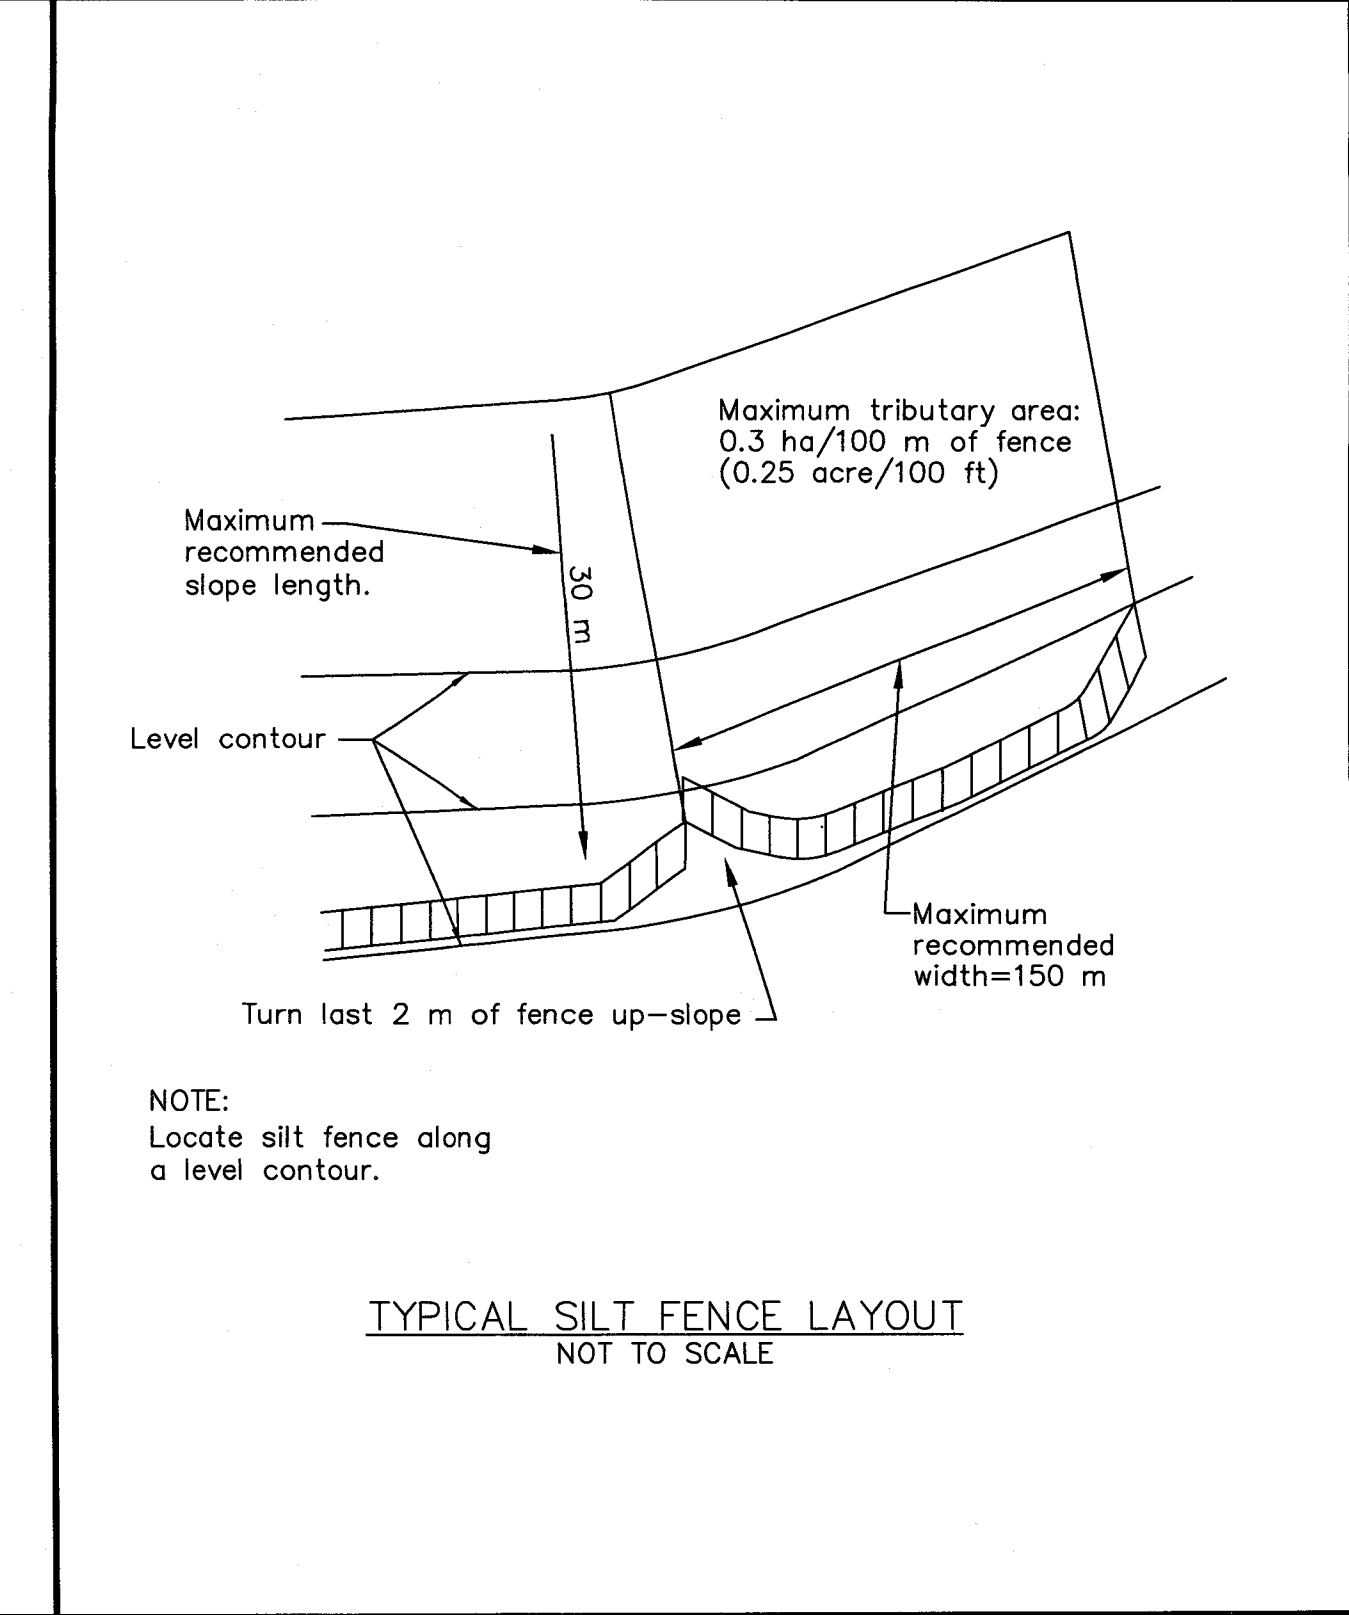 Maximum tributary area:
0.3 ha/100 m of fence
(0.25 acre/100 ft)
Maximum
recommended
slope length.
30 m
Level contour
Maximum
recommended
width=150 m
Turn last 2 m of fence up-slope
NOTE:
Locate silt fence along
a level contour.
TYPICAL SILT FENCE LAYOUT
NOT TO SCALE